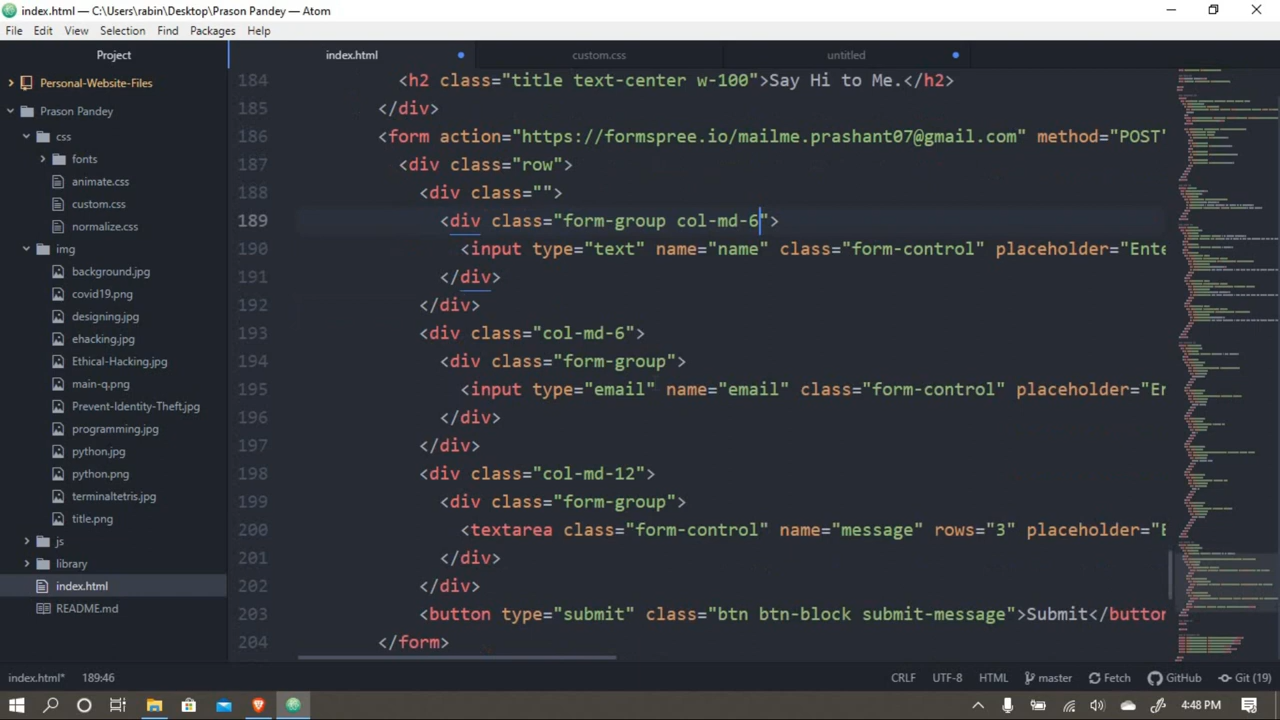 index.html — C:\Users\rabin\Desktop\Prason Pandey — Atom
File Edit View Selection Find Packages Help
Project
index.html custom.css untitled
Personal-Website-Files
Prason Pandey
css
fonts
animate.css
custom.css
normalize.css
img
background.jpg
covid19.png
designing.jpg
ehacking.jpg
Ethical-Hacking.jpg
main-q.png
Prevent-Identity-Theft.jpg
programming.jpg
python.jpg
python.png
terminaltetris.jpg
title.png
js
library
index.html
README.md
184 <h2 class="title text-center w-100">Say Hi to Me.</h2>
185 </div>
186 <form action="https://formspree.io/milee.prashant07@gmail.com" method="POST"
187 <div class="row">
188 <div class="">
189 <div class="form-group col-md-6">
190 <input type="text" name="name" class="form-control" placeholder="Ente
191 </div>
192 </div>
193 <div class="col-md-6">
194 <div class="form-group">
195 <input type="email" name="email" class="form-control" placeholder="En
196 </div>
197 </div>
198 <div class="col-md-12">
199 <div class="form-group">
200 <textarea class="form-control" name="message" rows="3" placeholder="E
201 </div>
202 </div>
203 <button type="submit" class="btn btn-block submit-message">Submit</button
204 </form>
index.html* 189:46 CRLF UTF-8 HTML master Fetch GitHub Git (19)
4:48 PM